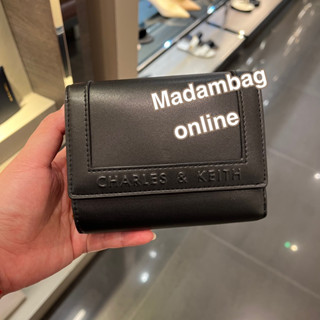 Madambag
online
CHARLES & KEITH